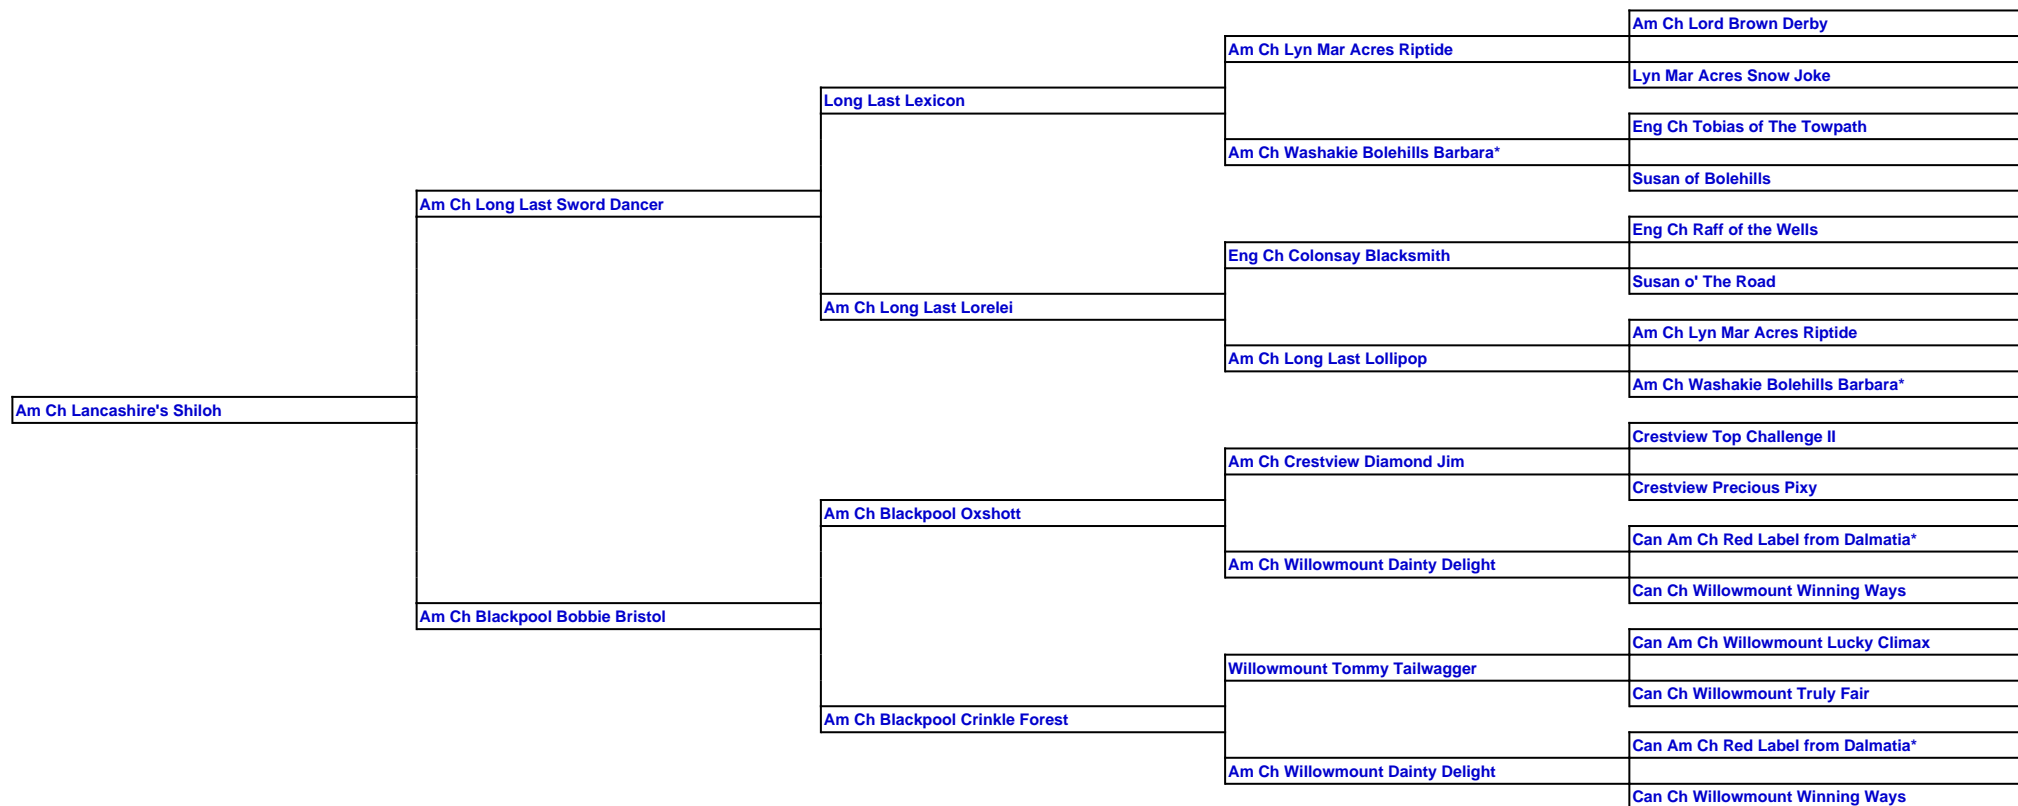 Am Ch Lord Brown Derby
Am Ch Lyn Mar Acres Riptide
Lyn Mar Acres Snow Joke
Long Last Lexicon
Eng Ch Tobias of The Towpath
Am Ch Washakie Bolehills Barbara*
Susan of Bolehills
Am Ch Long Last Sword Dancer
Eng Ch Raff of the Wells
Eng Ch Colonsay Blacksmith
Susan o' The Road
Am Ch Long Last Lorelei
Am Ch Lyn Mar Acres Riptide
Am Ch Long Last Lollipop
Am Ch Washakie Bolehills Barbara*
Am Ch Lancashire's Shiloh
Crestview Top Challenge II
Am Ch Crestview Diamond Jim
Crestview Precious Pixy
Am Ch Blackpool Oxshott
Can Am Ch Red Label from Dalmatia*
Am Ch Willowmount Dainty Delight
Can Ch Willowmount Winning Ways
Am Ch Blackpool Bobbie Bristol
Can Am Ch Willowmount Lucky Climax
Willowmount Tommy Tailwagger
Can Ch Willowmount Truly Fair
Am Ch Blackpool Crinkle Forest
Can Am Ch Red Label from Dalmatia*
Am Ch Willowmount Dainty Delight
Can Ch Willowmount Winning Ways